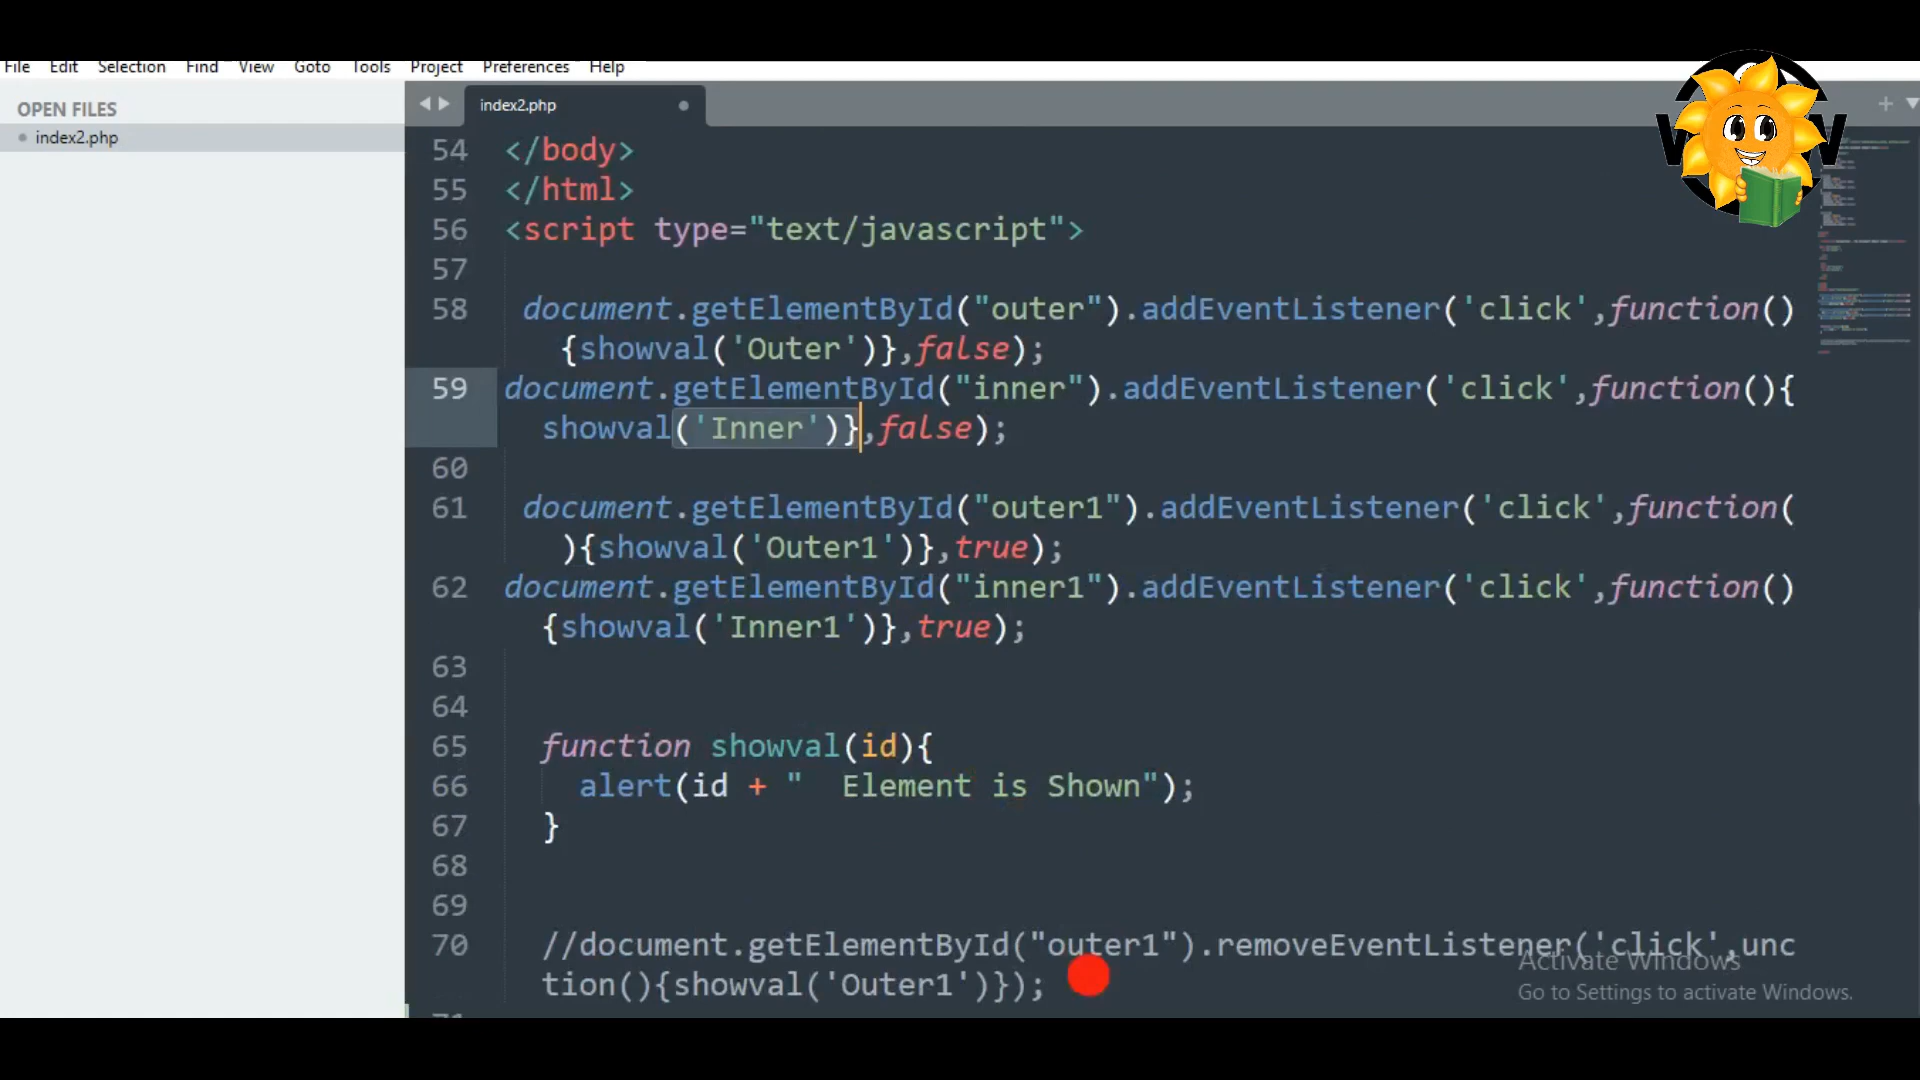 File Edit Selection Find View Goto Tools Project Preferences Help
OPEN FILES
index2.php
index2.php
54 </body>
55 </html>
56 <script type="text/javascript">
57
58 document.getElementById("outer").addEventListener('click',function()
{showval('Outer')},false);
59 document.getElementById("inner").addEventListener('click',function(){
showval('Inner')},false);
60
61 document.getElementById("outer1").addEventListener('click',function(
){showval('Outer1')},true);
62 document.getElementById("inner1").addEventListener('click',function()
{showval('Inner1')},true);
63
64
65 function showval(id){
66 alert(id + "  Element is Shown");
67 }
68
69
70 //document.getElementById("outer1").removeEventListener('click',unc
tion(){showval('Outer1')});
Activate Windows
Go to Settings to activate Windows.